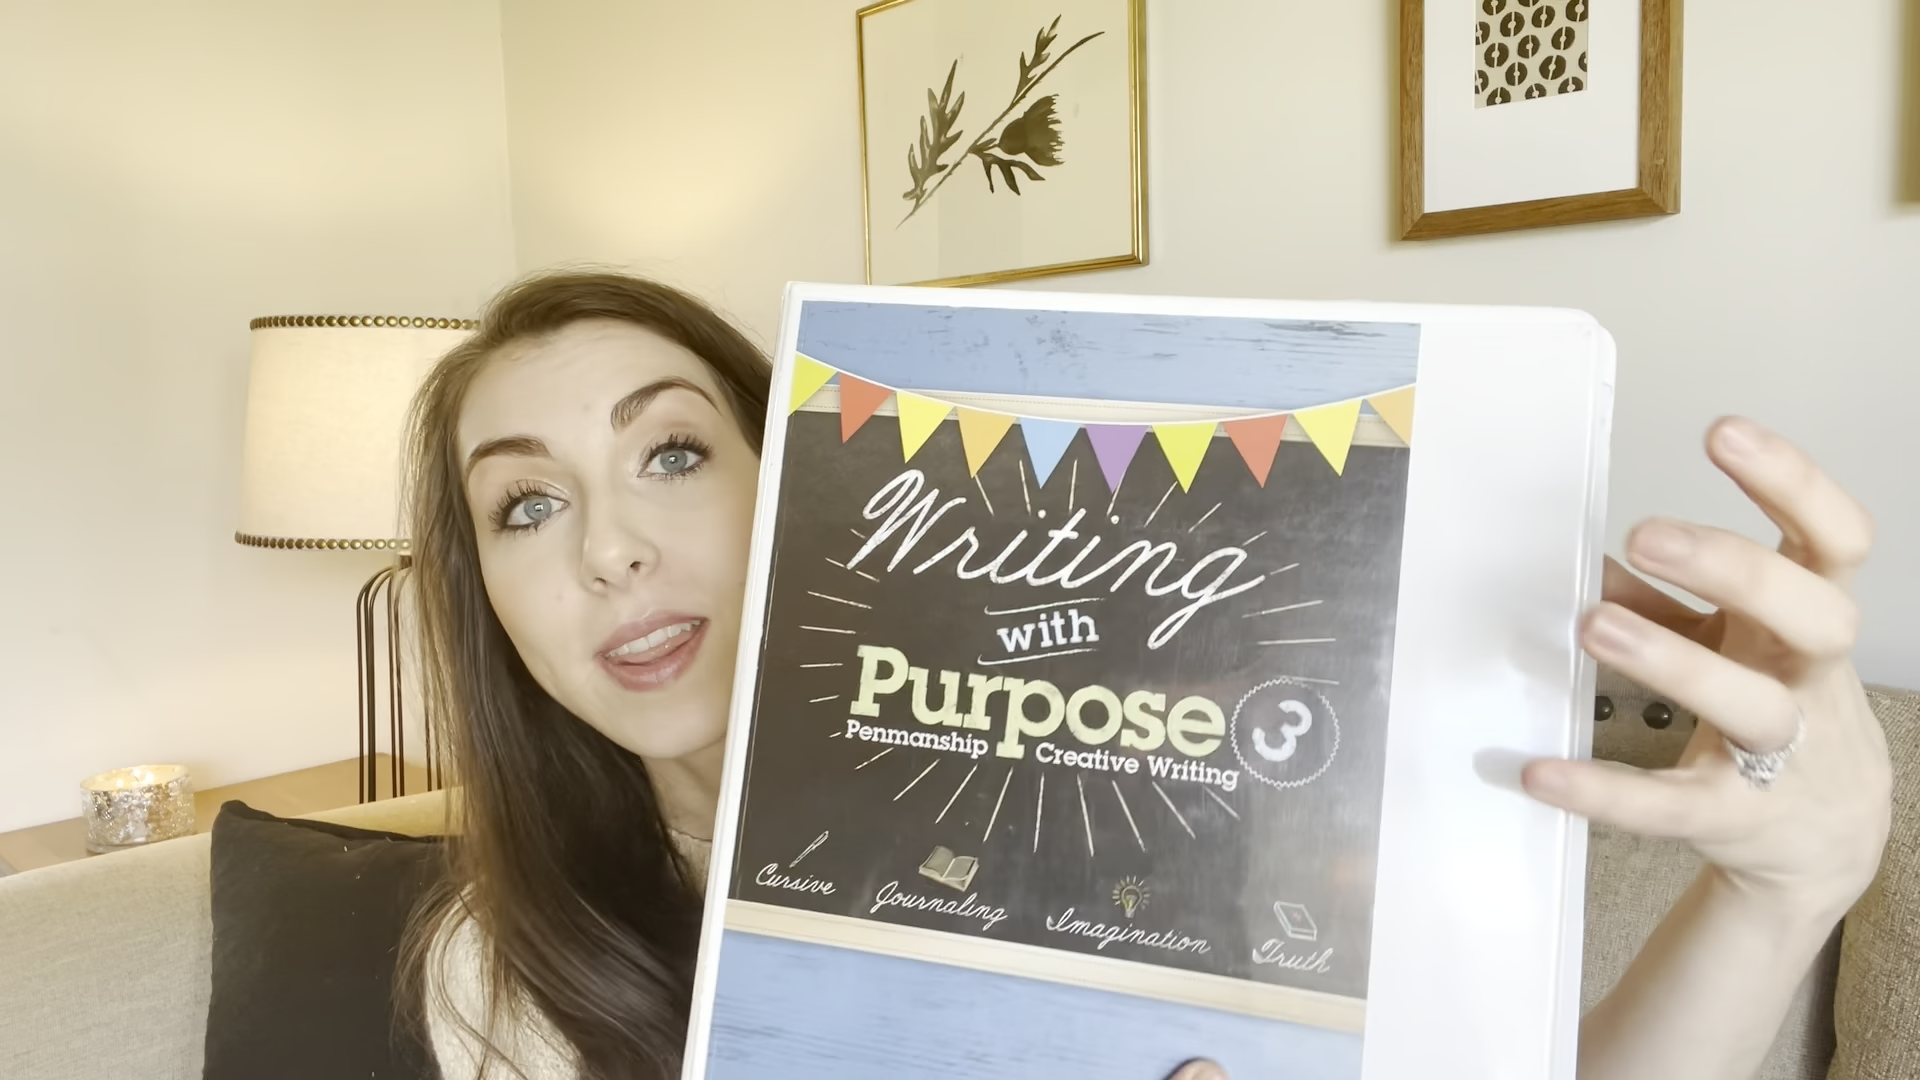 Writing
with
Purpose 3
Penmanship Creative Writing
Cursive Journaling Imagination Truth